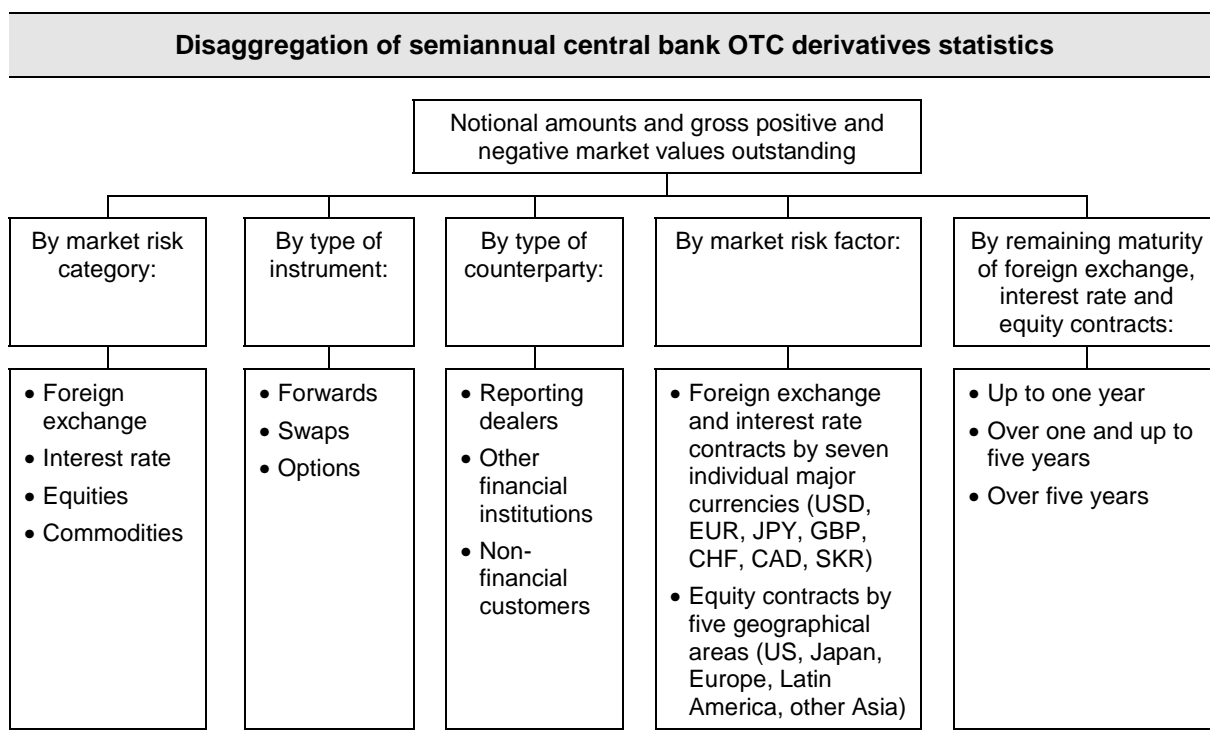 Disaggregation of semiannual central bank OTC derivatives statistics
Notional amounts and gross positive and
negative market values outstanding
By market risk
category:
By type of
instrument:
By type of
counterparty:
By market risk factor:
By remaining maturity
of foreign exchange,
interest rate and
equity contracts:
• Foreign
exchange
• Interest rate
• Equities
• Commodities
• Forwards
• Swaps
• Options
• Reporting
dealers
• Other
financial
institutions
• Non-
financial
customers
• Foreign exchange
and interest rate
contracts by seven
individual major
currencies (USD,
EUR, JPY, GBP,
CHF, CAD, SKR)
• Equity contracts by
five geographical
areas (US, Japan,
Europe, Latin
America, other Asia)
• Up to one year
• Over one and up to
five years
• Over five years